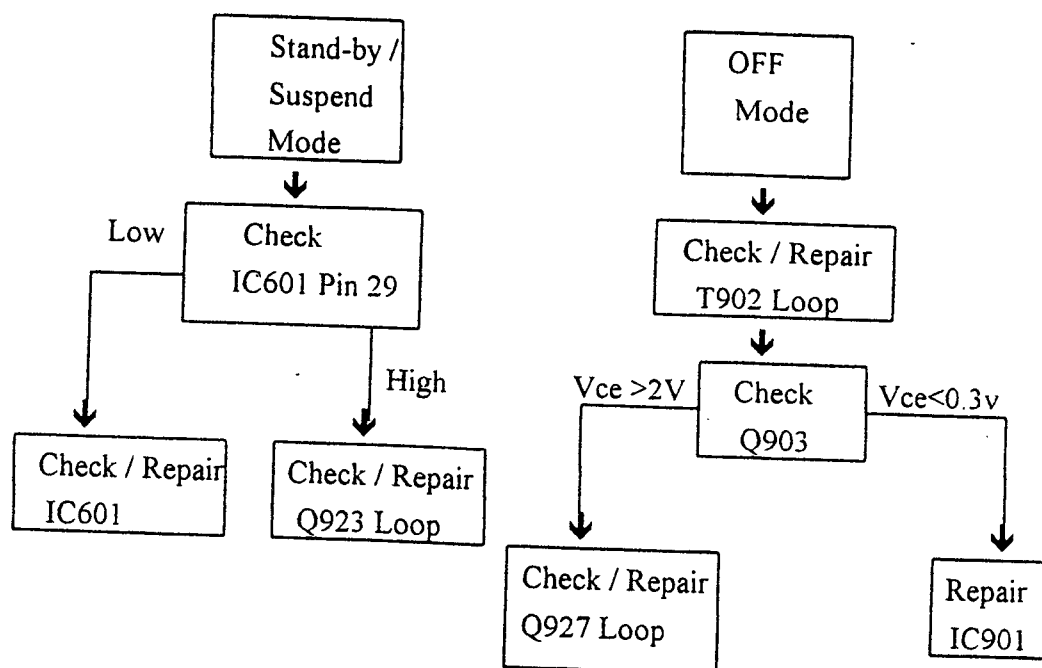 Stand-by /
Suspend
Mode
Low
Check
IC601 Pin 29
High
Check / Repair
IC601
Check / Repair
Q923 Loop
OFF
Mode
Check / Repair
T902 Loop
Vce >2V
Check
Q903
Vce<0.3v
Check / Repair
Q927 Loop
Repair
IC901